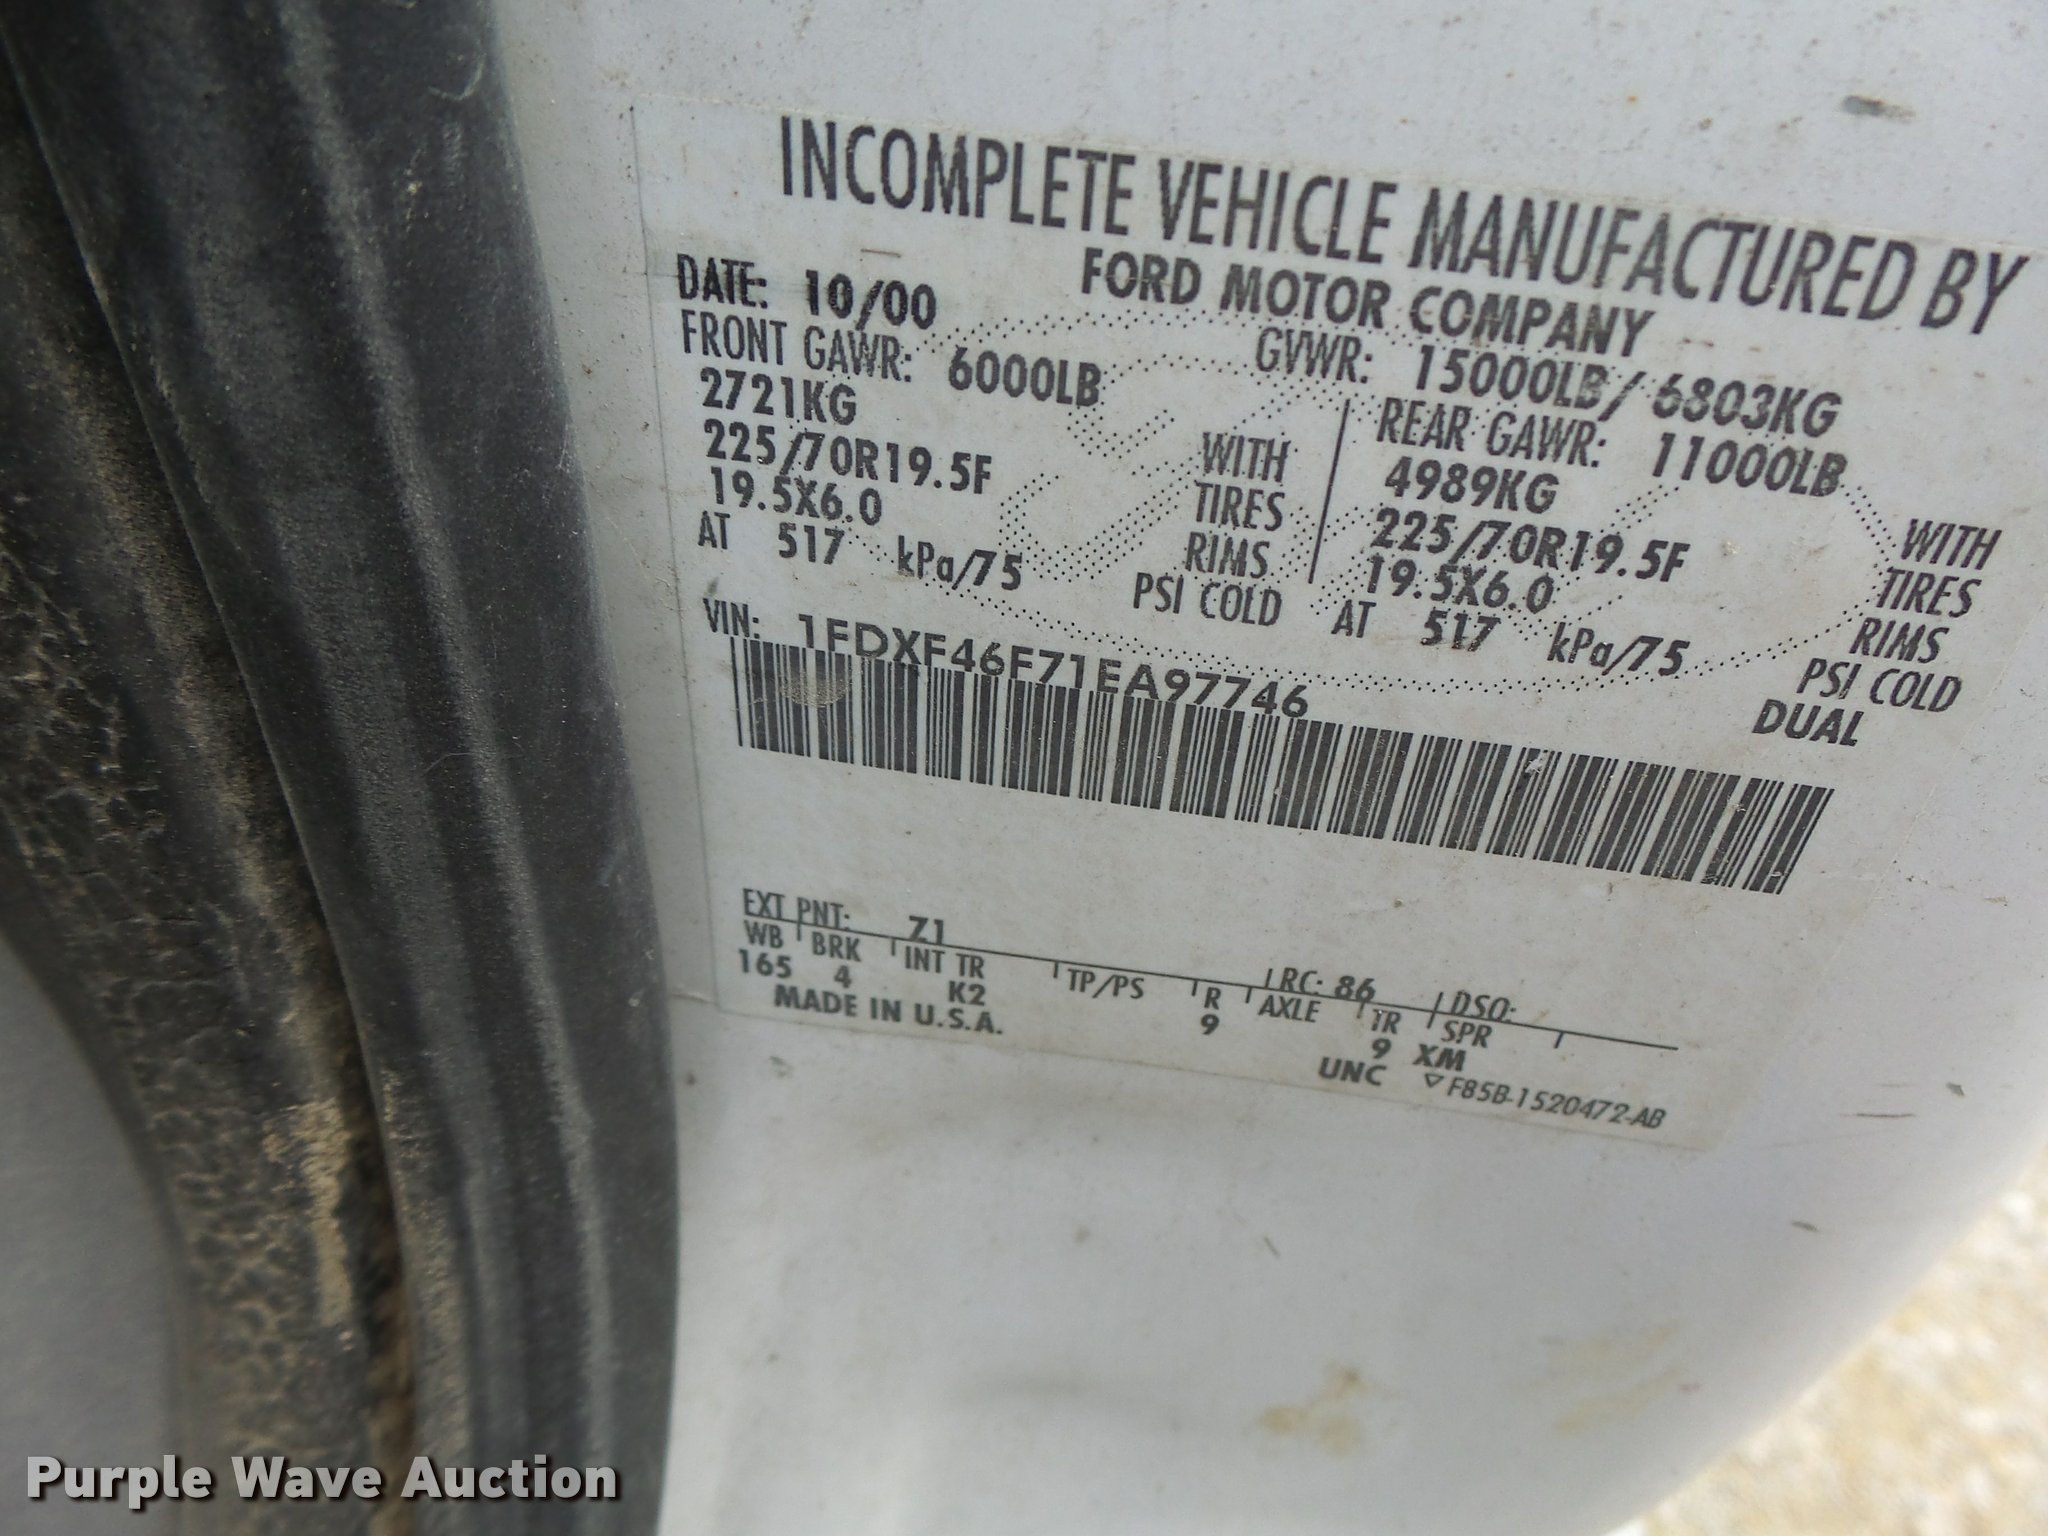 INCOMPLETE VEHICLE MANUFACTURED BY
FORD MOTOR COMPANY
DATE: 10/00
GVWR: 15000LB/ 6803KG
FRONT GAWR: 6000LB
2721KG
225/70R19.5F WITH TIRES
19.5X6.0 RIMS
AT 517 kPa/75 PSI COLD
REAR GAWR: 11000LB
4989KG
225/70R19.5F WITH TIRES
19.5X6.0 RIMS
AT 517 kPa/75 PSI COLD
DUAL
VIN: 1FDXF46F71EA97746
EXT PNT: Z1 RC: 86 DSO:
WB BRK INT TR TP/PS R AXLE TR SPR
165 4 K2 9 9 XM
MADE IN U.S.A. UNC
F85B-1520472-AB
Purple Wave Auction